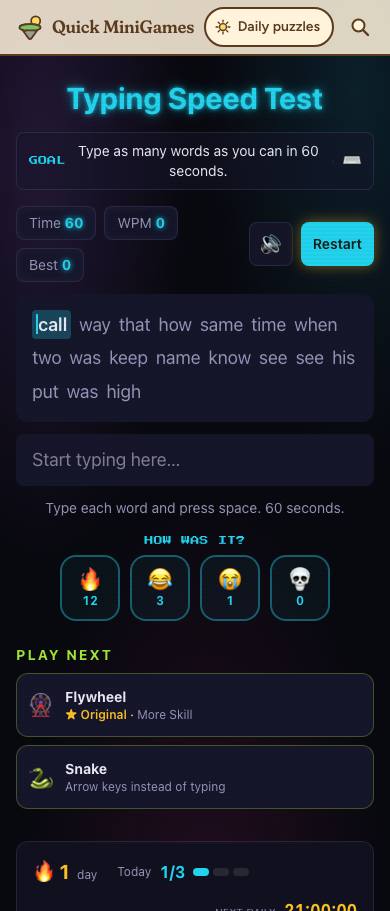 Quick MiniGames
Daily puzzles
Typing Speed Test
GOAL
Type as many words as you can in 60
seconds.
Time 60
WPM 0
Best 0
Restart
call way that how same time when
two was keep name know see see his
put was high
Start typing here...
Type each word and press space. 60 seconds.
HOW WAS IT?
12
3
1
0
PLAY NEXT
Flywheel
Original · More Skill
Snake
Arrow keys instead of typing
1 day
Today 1/3
NEXT DAILY 21:00:00